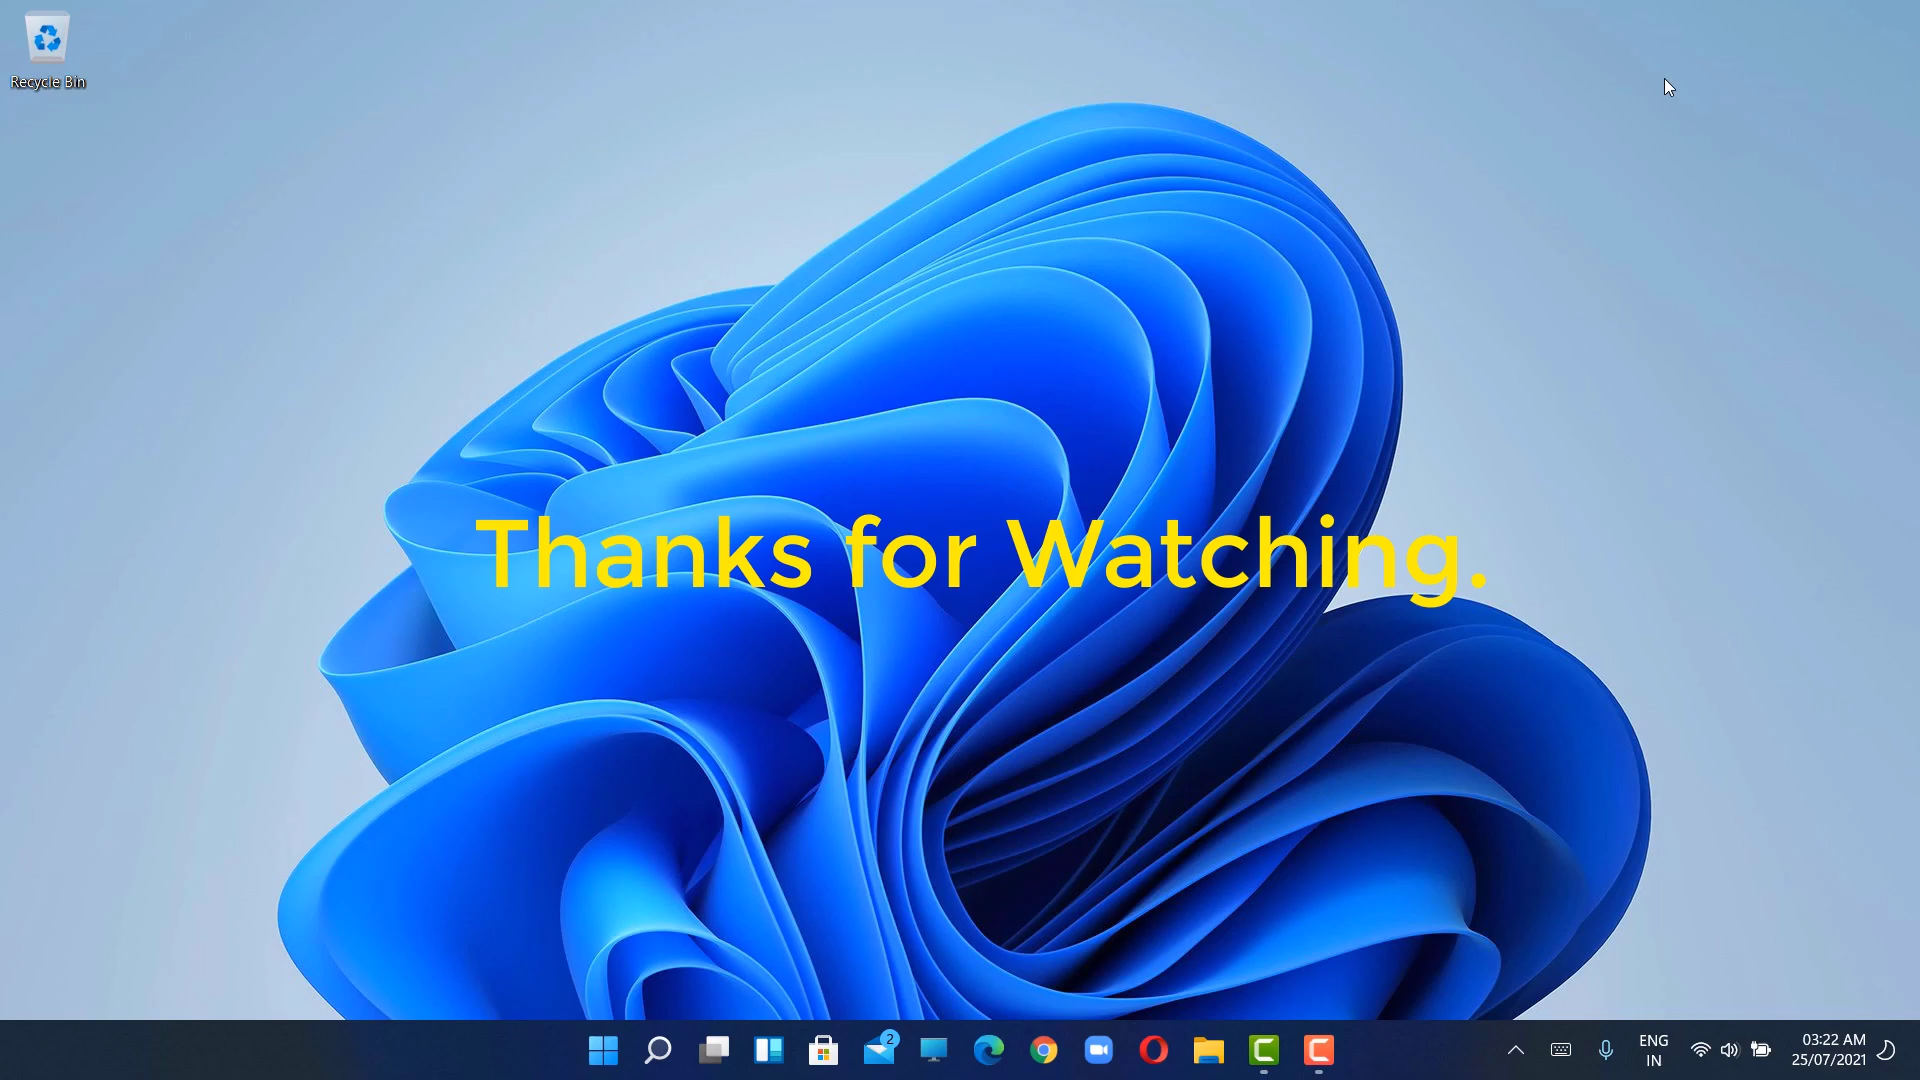 Recycle Bin
Thanks for Watching.
2
ENG
IN
03:22 AM
25/07/2021